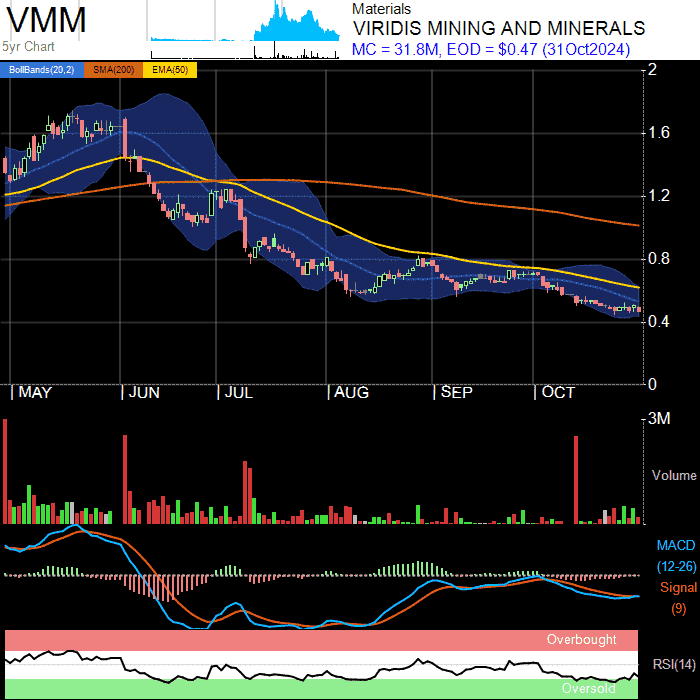 VMM
5yr Chart
Materials
VIRIDIS MINING AND MINERALS
MC = 31.8M, EOD = $0.47 (31Oct2024)
BollBands(20,2) SMA(200) EMA(50)
2
1.6
1.2
0.8
0.4
0
MAY JUN JUL AUG SEP OCT
3M
Volume
MACD
(12-26)
Signal
(9)
Overbought
RSI(14)
Oversold